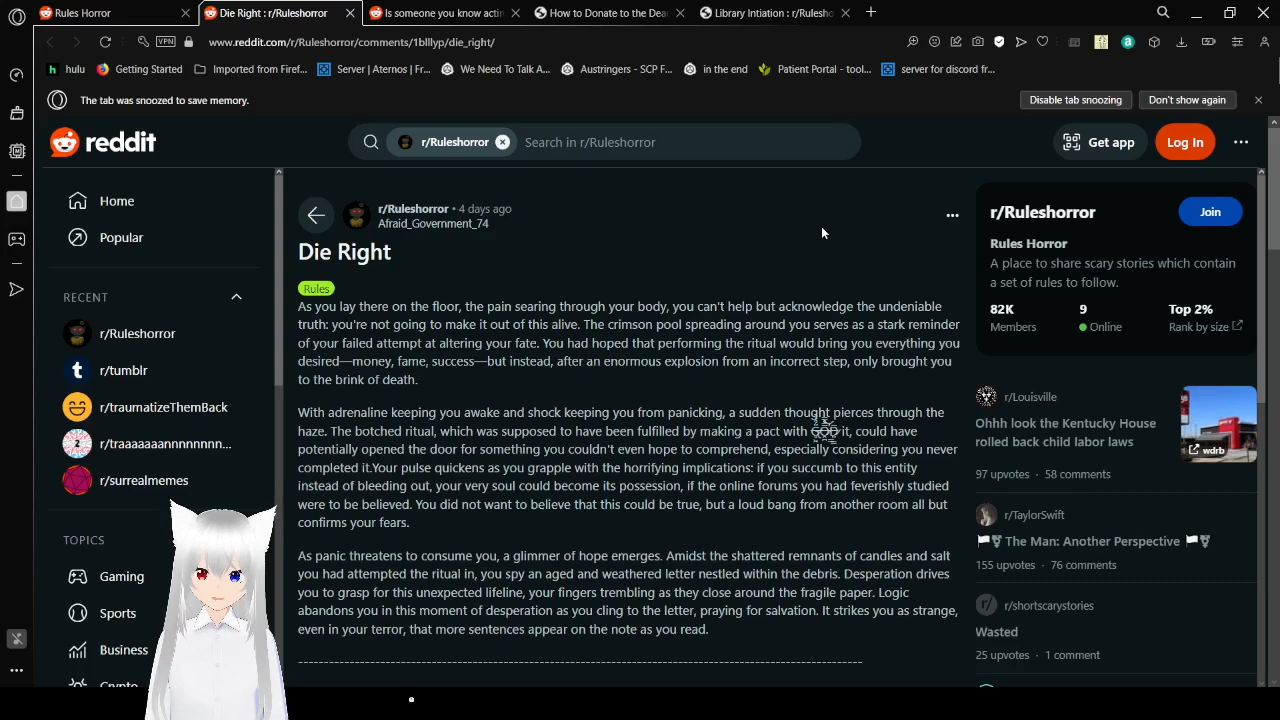 Rules Horror
Die Right : r/Ruleshorror
Is someone you know actin
How to Donate to the Dea
Library Intiation : r/Rulesho
VPN
www.reddit.com/r/Ruleshorror/comments/1blllyp/die_right/
hulu
Getting Started
Imported from Firef...
Server | Aternos | Fr...
We Need To Talk A...
Austringers - SCP F...
in the end
Patient Portal - tool...
server for discord fr...
The tab was snoozed to save memory.
Disable tab snoozing
Don't show again
reddit
r/Ruleshorror
Search in r/Ruleshorror
Get app
Log In
Home
Popular
RECENT
r/Ruleshorror
r/tumblr
r/traumatizeThemBack
r/traaaaaaannnnnnnn...
r/surrealmemes
TOPICS
Gaming
Sports
Business
Crypto
r/Ruleshorror • 4 days ago
Afraid_Government_74
Die Right
Rules
As you lay there on the floor, the pain searing through your body, you can't help but acknowledge the undeniable
truth: you're not going to make it out of this alive. The crimson pool spreading around you serves as a stark reminder
of your failed attempt at altering your fate. You had hoped that performing the ritual would bring you everything you
desired—money, fame, success—but instead, after an enormous explosion from an incorrect step, only brought you
to the brink of death.
With adrenaline keeping you awake and shock keeping you from panicking, a sudden thought pierces through the
haze. The botched ritual, which was supposed to have been fulfilled by making a pact with it, could have
potentially opened the door for something you couldn't even hope to comprehend, especially considering you never
completed it.Your pulse quickens as you grapple with the horrifying implications: if you succumb to this entity
instead of bleeding out, your very soul could become its possession, if the online forums you had feverishly studied
were to be believed. You did not want to believe that this could be true, but a loud bang from another room all but
confirms your fears.
As panic threatens to consume you, a glimmer of hope emerges. Amidst the shattered remnants of candles and salt
you had attempted the ritual in, you spy an aged and weathered letter nestled within the debris. Desperation drives
you to grasp for this unexpected lifeline, your fingers trembling as they close around the fragile paper. Logic
abandons you in this moment of desperation as you cling to the letter, praying for salvation. It strikes you as strange,
even in your terror, that more sentences appear on the note as you read.
--------------------------------------------------------------------------------------------------------------
r/Ruleshorror
Join
Rules Horror
A place to share scary stories which contain
a set of rules to follow.
82K
9
Top 2%
Members
Online
Rank by size
r/Louisville
Ohhh look the Kentucky House
rolled back child labor laws
wdrb
97 upvotes • 58 comments
r/TaylorSwift
The Man: Another Perspective
155 upvotes • 76 comments
r/shortscarystories
Wasted
25 upvotes • 1 comment